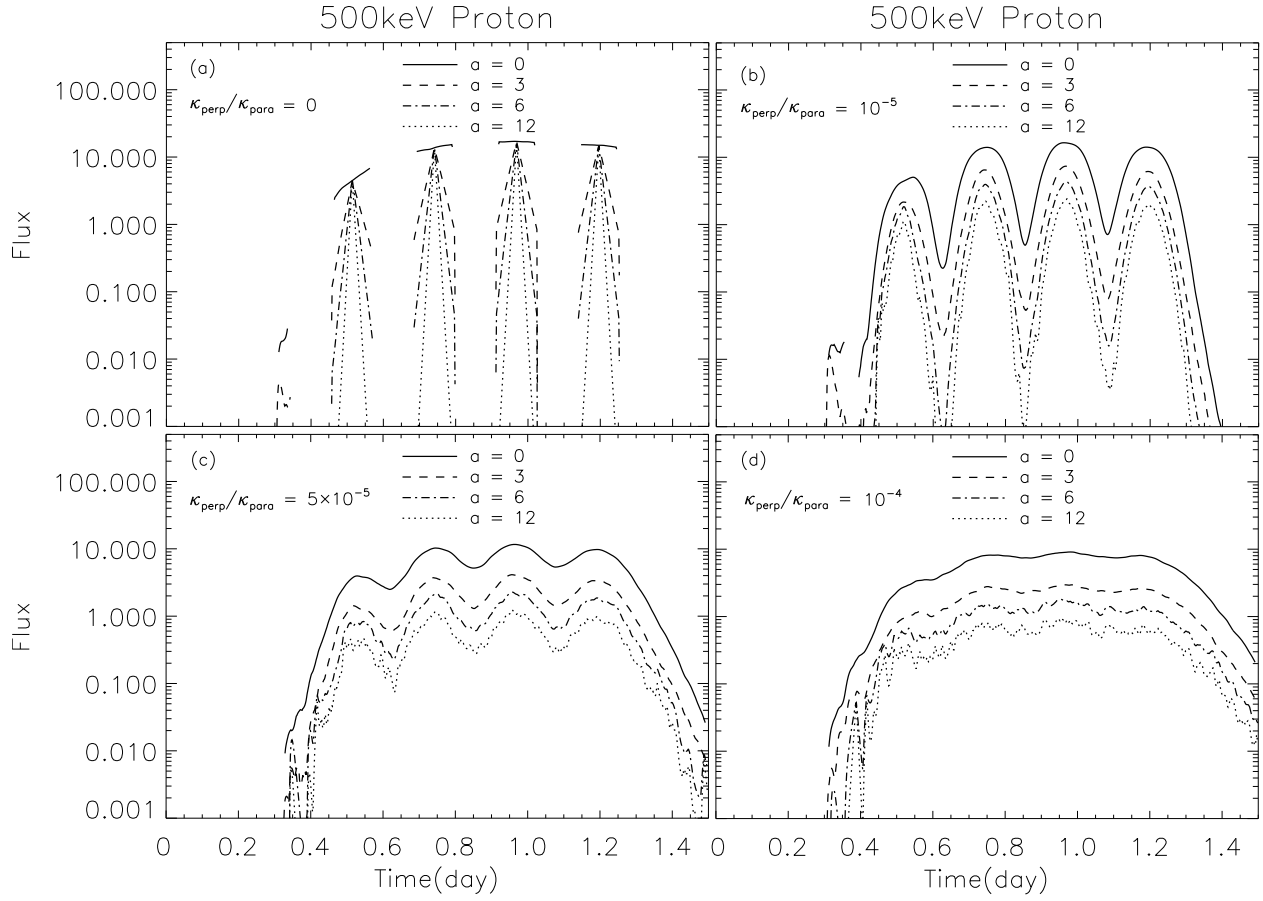 500keV Proton
500keV Proton
(a)
κperp/κpara = 0
a = 0
a = 3
a = 6
a = 12
100.000
10.000
1.000
0.100
0.010
0.001
Flux
(b)
κperp/κpara = 10⁻⁵
a = 0
a = 3
a = 6
a = 12
(c)
κperp/κpara = 5×10⁻⁵
a = 0
a = 3
a = 6
a = 12
100.000
10.000
1.000
0.100
0.010
0.001
Flux
0 0.2 0.4 0.6 0.8 1.0 1.2 1.4
Time(day)
(d)
κperp/κpara = 10⁻⁴
a = 0
a = 3
a = 6
a = 12
0 0.2 0.4 0.6 0.8 1.0 1.2 1.4
Time(day)